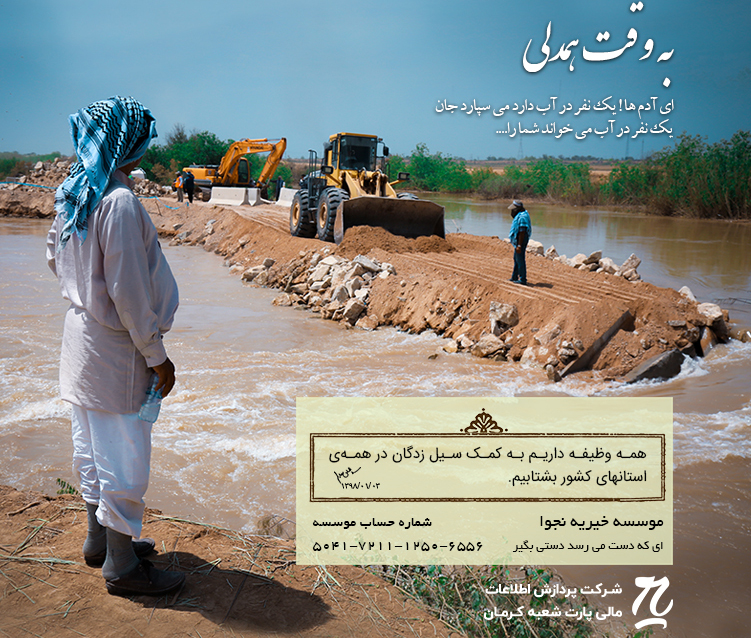 به وقت همدلی
ای آدم ها! یک نفر در آب دارد می سپارد جان
یک نفر در آب می خواند شما را....
همه وظیفه داریم به کمک سیل زدگان در همه‌ی
استانهای کشور بشتابیم.
۱۳۹۸/۰۱/۰۳
موسسه خیریه نجوا
شماره حساب موسسه
ای که دست می رسد دستی بگیر
۵۰۴۱-۷۲۱۱-۱۲۵۰-۶۵۵۶
شرکت پردازش اطلاعات
مالی پارت شعبه کرمان